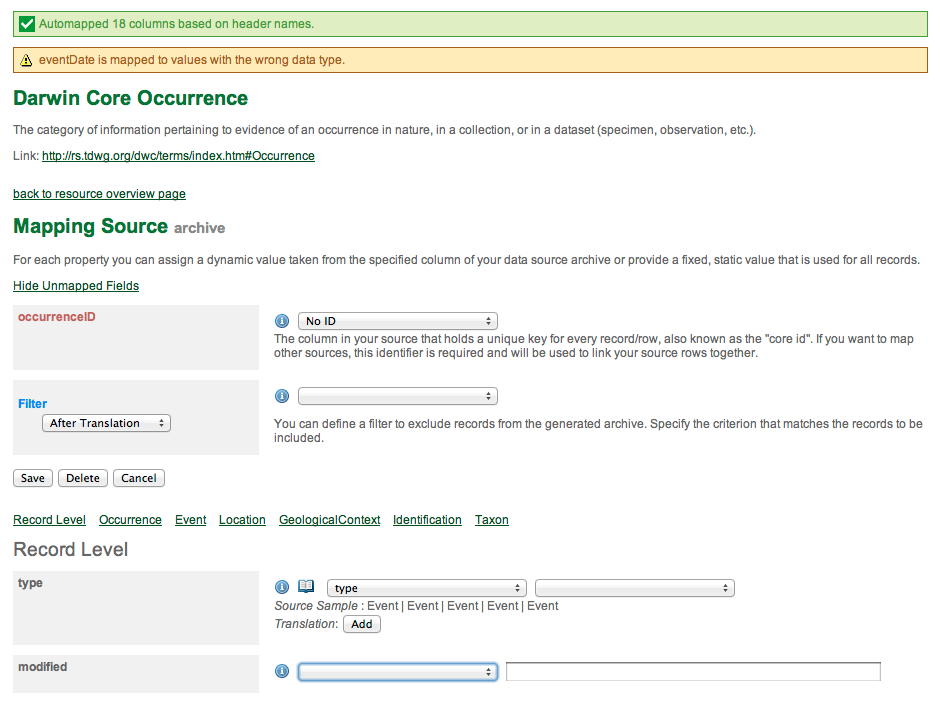 Automapped 18 columns based on header names.
eventDate is mapped to values with the wrong data type.
Darwin Core Occurrence
The category of information pertaining to evidence of an occurrence in nature, in a collection, or in a dataset (specimen, observation, etc.).
Link: http://rs.tdwg.org/dwc/terms/index.htm#Occurrence
back to resource overview page
Mapping Source archive
For each property you can assign a dynamic value taken from the specified column of your data source archive or provide a fixed, static value that is used for all records.
Hide Unmapped Fields
occurrenceID
No ID
The column in your source that holds a unique key for every record/row, also known as the "core id". If you want to map
other sources, this identifier is required and will be used to link your source rows together.
Filter
After Translation
You can define a filter to exclude records from the generated archive. Specify the criterion that matches the records to be
included.
Save Delete Cancel
Record Level Occurrence Event Location GeologicalContext Identification Taxon
Record Level
type
type
Source Sample : Event | Event | Event | Event | Event
Translation: Add
modified